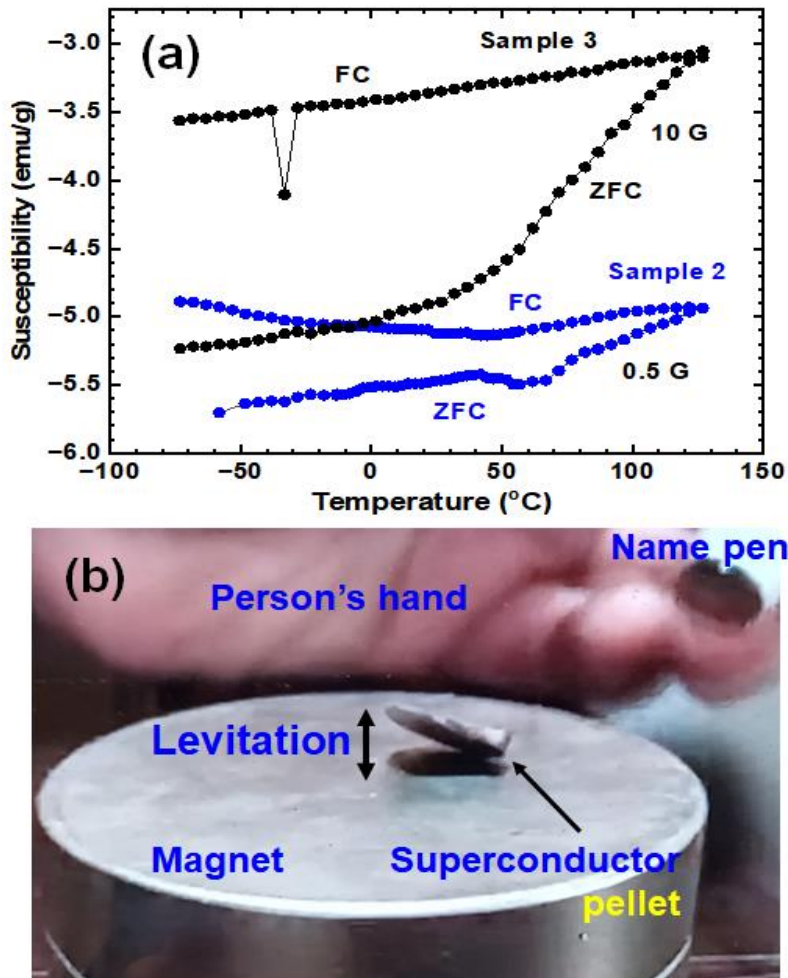 (a)
Sample 3
FC
10 G
ZFC
Sample 2
FC
0.5 G
ZFC
Susceptibility (emu/g)
−3.0
−3.5
−4.0
−4.5
−5.0
−5.5
−6.0
−100 −50 0 50 100 150
Temperature (°C)
(b)
Name pen
Person's hand
Levitation
Magnet
Superconductor
pellet